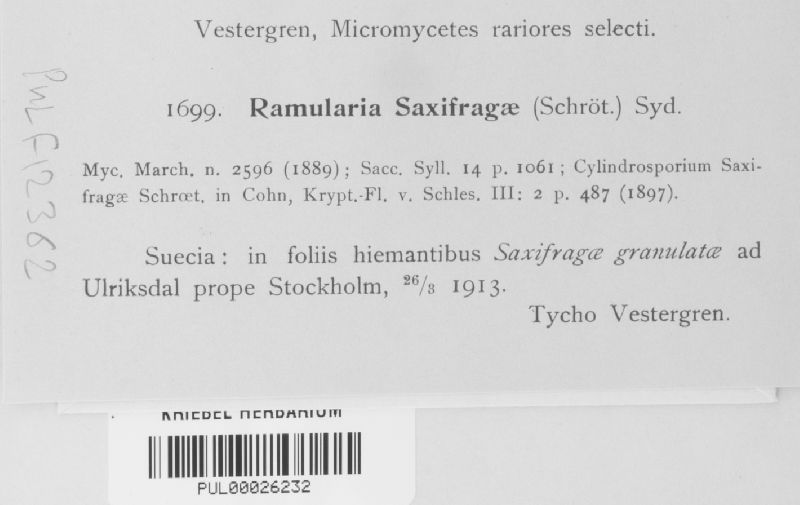 Vestergren, Micromycetes rariores selecti.
1699. Ramularia Saxifragæ (Schröt.) Syd.
Myc. March. n. 2596 (1889); Sacc. Syll. 14 p. 1061; Cylindrosporium Saxi-
fragæ Schrœt. in Cohn, Krypt.-Fl. v. Schles. III: 2 p. 487 (1897).
Suecia: in foliis hiemantibus Saxifragæ granulatæ ad
Ulriksdal prope Stockholm, 26/3 1913.
Tycho Vestergren.
PUL F12362
KRIEBEL HERBARIUM
PUL00026232